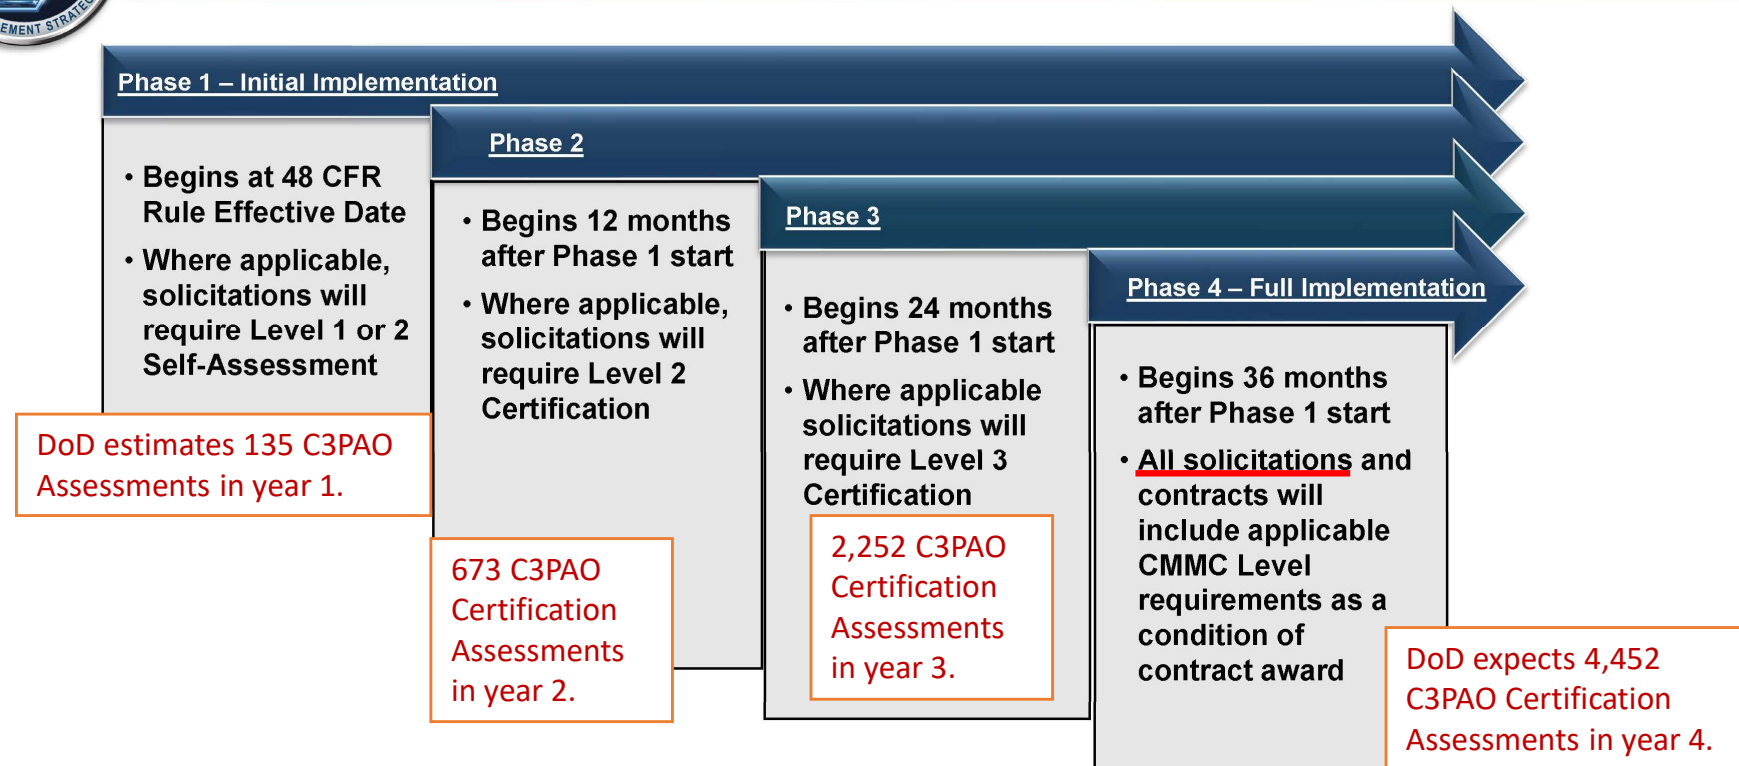 EMENT STRATEG
Phase 1 – Initial Implementation
• Begins at 48 CFR
Rule Effective Date
• Where applicable,
solicitations will
require Level 1 or 2
Self-Assessment
DoD estimates 135 C3PAO
Assessments in year 1.
Phase 2
• Begins 12 months
after Phase 1 start
• Where applicable,
solicitations will
require Level 2
Certification
673 C3PAO
Certification
Assessments
in year 2.
Phase 3
• Begins 24 months
after Phase 1 start
• Where applicable
solicitations will
require Level 3
Certification
2,252 C3PAO
Certification
Assessments
in year 3.
Phase 4 – Full Implementation
• Begins 36 months
after Phase 1 start
• All solicitations and
contracts will
include applicable
CMMC Level
requirements as a
condition of
contract award
DoD expects 4,452
C3PAO Certification
Assessments in year 4.